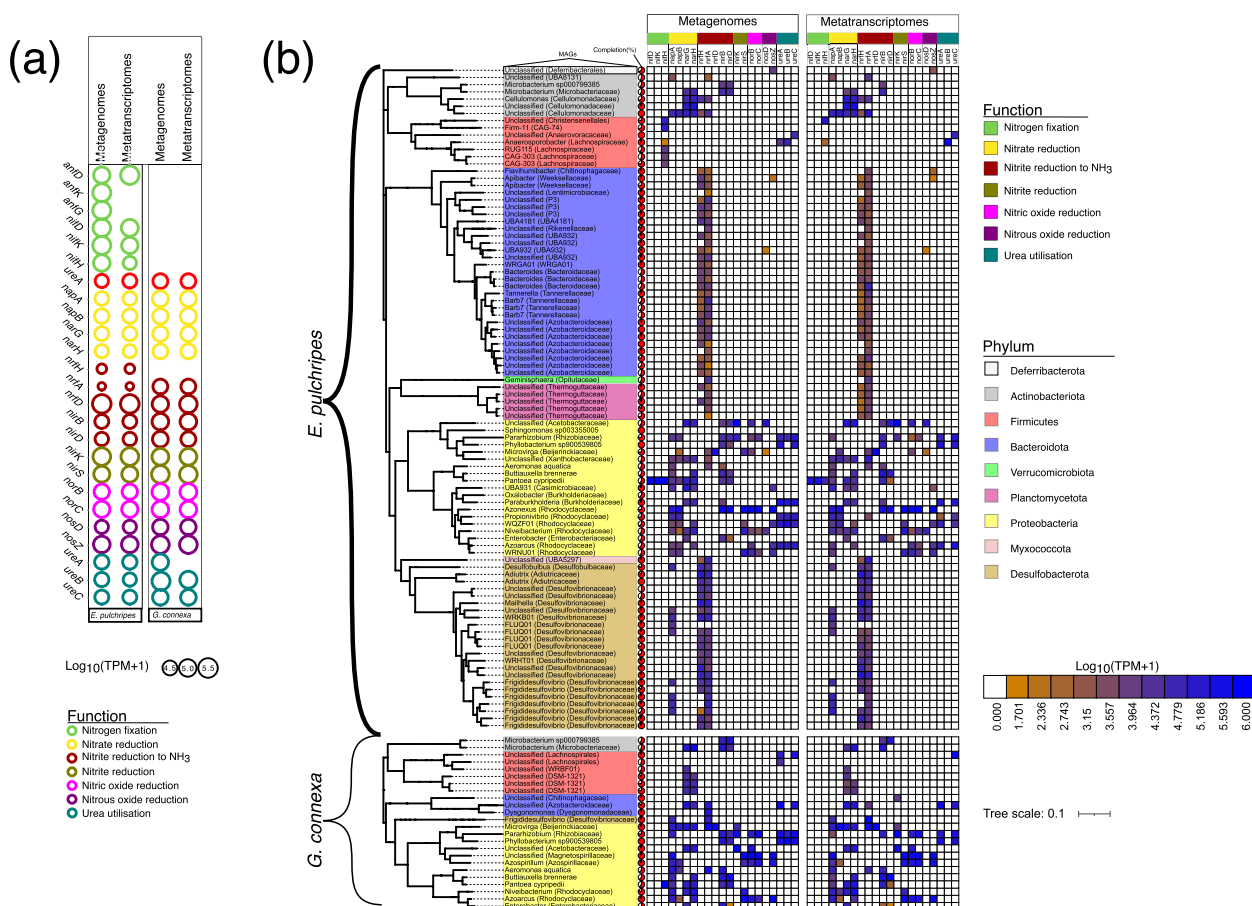 (a)
Metagenomes
Metatranscriptomes
Metagenomes
Metatranscriptomes
anfD
anfK
anfG
nifD
nifK
nifH
ureA
napA
napB
narG
narH
nrfH
nrfA
nrfD
nirB
nirD
nirK
nirS
norB
norC
nosD
nosZ
ureA
ureB
ureC
E. pulchripes
G. connexa
Log10(TPM+1)
4.5
5.0
5.5
Function
Nitrogen fixation
Nitrate reduction
Nitrite reduction to NH3
Nitrite reduction
Nitric oxide reduction
Nitrous oxide reduction
Urea utilisation
(b)
E. pulchripes
G. connexa
MAGs
Completion(%)
Metagenomes
Metatranscriptomes
Unclassified (Deferribacterales)
Unclassified (UBA8131)
Microbacterium sp000799385
Microbacterium (Microbacteriaceae)
Cellulomonas (Cellulomonadaceae)
Unclassified (Cellulomonadaceae)
Unclassified (Cellulomonadaceae)
Unclassified (Christensenellales)
Firm-11 (CAG-74)
Unclassified (Anaerovoracaceae)
Anaerosporobacter (Lachnospiraceae)
RUG115 (Lachnospiraceae)
CAG-303 (Lachnospiraceae)
CAG-303 (Lachnospiraceae)
Flavihumibacter (Chitinophagaceae)
Apibacter (Weeksellaceae)
Apibacter (Weeksellaceae)
Unclassified (Lentimicrobiaceae)
Unclassified (P3)
Unclassified (P3)
Unclassified (P3)
UBA4181 (UBA4181)
Unclassified (Rikenellaceae)
Unclassified (UBA932)
Unclassified (UBA932)
UBA932 (UBA932)
Unclassified (UBA932)
WRGA01 (WRGA01)
Bacteroides (Bacteroidaceae)
Bacteroides (Bacteroidaceae)
Bacteroides (Bacteroidaceae)
Tannerella (Tannerellaceae)
Barb7 (Tannerellaceae)
Barb7 (Tannerellaceae)
Barb7 (Tannerellaceae)
Unclassified (Azobacteroidaceae)
Unclassified (Azobacteroidaceae)
Unclassified (Azobacteroidaceae)
Unclassified (Azobacteroidaceae)
Unclassified (Azobacteroidaceae)
Unclassified (Azobacteroidaceae)
Unclassified (Azobacteroidaceae)
Unclassified (Azobacteroidaceae)
Geminisphaera (Opitutaceae)
Unclassified (Thermoguttaceae)
Unclassified (Thermoguttaceae)
Unclassified (Thermoguttaceae)
Unclassified (Thermoguttaceae)
Unclassified (Thermoguttaceae)
Unclassified (Acetobacteraceae)
Sphingomonas sp003355005
Pararhizobium (Rhizobiaceae)
Phyllobacterium sp900539805
Microvirga (Beijerinckiaceae)
Unclassified (Xanthobacteraceae)
Aeromonas aquatica
Buttiauxella brennerae
Pantoea cypripedii
UBA931 (Casimicrobiaceae)
Oxalobacter (Burkholderiaceae)
Paraburkholderia (Burkholderiaceae)
Azonexus (Rhodocyclaceae)
Propionivibrio (Rhodocyclaceae)
WQZF01 (Rhodocyclaceae)
Niveibacterium (Rhodocyclaceae)
Enterobacter (Enterobacteriaceae)
Azoarcus (Rhodocyclaceae)
WRNU01 (Rhodocyclaceae)
Unclassified (UBA5297)
Desulfobulbus (Desulfobulbaceae)
Adiutrix (Adiutricaceae)
Adiutrix (Adiutricaceae)
Unclassified (Desulfovibrionaceae)
Unclassified (Desulfovibrionaceae)
Mailhella (Desulfovibrionaceae)
Unclassified (Desulfovibrionaceae)
WRKB01 (Desulfovibrionaceae)
FLUQ01 (Desulfovibrionaceae)
FLUQ01 (Desulfovibrionaceae)
FLUQ01 (Desulfovibrionaceae)
FLUQ01 (Desulfovibrionaceae)
Unclassified (Desulfovibrionaceae)
WRHT01 (Desulfovibrionaceae)
Unclassified (Desulfovibrionaceae)
Unclassified (Desulfovibrionaceae)
Frigididesulfovibrio (Desulfovibrionaceae)
Frigididesulfovibrio (Desulfovibrionaceae)
Frigididesulfovibrio (Desulfovibrionaceae)
Frigididesulfovibrio (Desulfovibrionaceae)
Frigididesulfovibrio (Desulfovibrionaceae)
Frigididesulfovibrio (Desulfovibrionaceae)
Frigididesulfovibrio (Desulfovibrionaceae)
Microbacterium sp000799385
Microbacterium (Microbacteriaceae)
Unclassified (Lachnospirales)
Unclassified (Lachnospirales)
Unclassified (WRBF01)
Unclassified (DSM-1321)
Unclassified (DSM-1321)
Unclassified (DSM-1321)
Unclassified (Chitinophagaceae)
Unclassified (Azobacteroidaceae)
Dysgonomonas (Dysgonomonadaceae)
Frigididesulfovibrio (Desulfovibrionaceae)
Microvirga (Beijerinckiaceae)
Pararhizobium (Rhizobiaceae)
Phyllobacterium sp900539805
Unclassified (Acetobacteraceae)
Unclassified (Magnetospirillaceae)
Azospirillum (Azospirillaceae)
Aeromonas aquatica
Buttiauxella brennerae
Pantoea cypripedii
Niveibacterium (Rhodocyclaceae)
Azoarcus (Rhodocyclaceae)
Enterobacter (Enterobacteriaceae)
Function
Nitrogen fixation
Nitrate reduction
Nitrite reduction to NH3
Nitrite reduction
Nitric oxide reduction
Nitrous oxide reduction
Urea utilisation
Phylum
Deferribacterota
Actinobacteriota
Firmicutes
Bacteroidota
Verrucomicrobiota
Planctomycetota
Proteobacteria
Myxococcota
Desulfobacterota
Log10(TPM+1)
0.000
1.701
2.336
2.743
3.15
3.557
3.964
4.372
4.779
5.186
5.593
6.000
Tree scale: 0.1